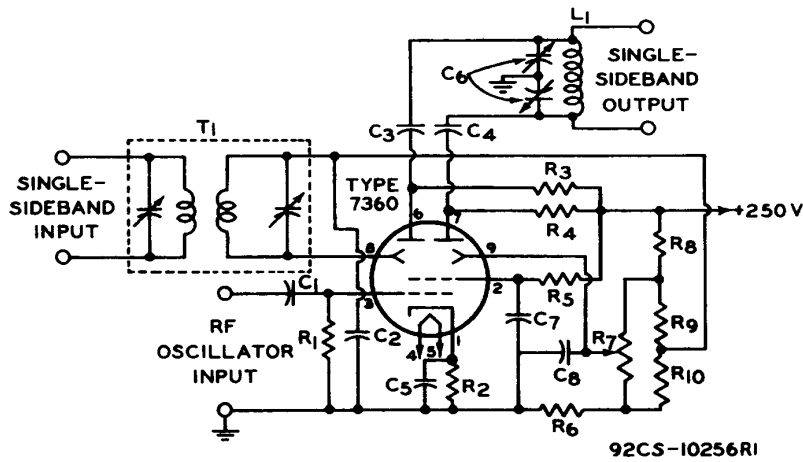 L1
SINGLE-
SIDEBAND
OUTPUT
C6
T1
C3
C4
SINGLE-
SIDEBAND
INPUT
TYPE
7360
R3
R4
+250 V
6
7
8
9
R8
C1
3
2
R5
RF
OSCILLATOR
INPUT
R1
C2
4
5
1
C7
R7
R9
C5
R2
C8
R10
R6
92CS-10256R1